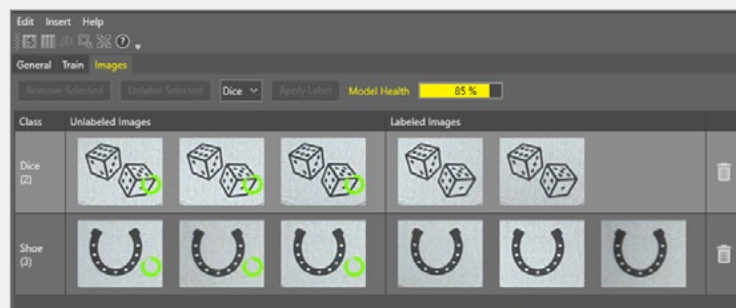 Edit Insert Help
General Train Images
Remove Selected Unlabel Selected Dice Apply Label Model Health 85 %
Class Unlabeled Images Labeled Images
Dice
(2)
Shoe
(3)